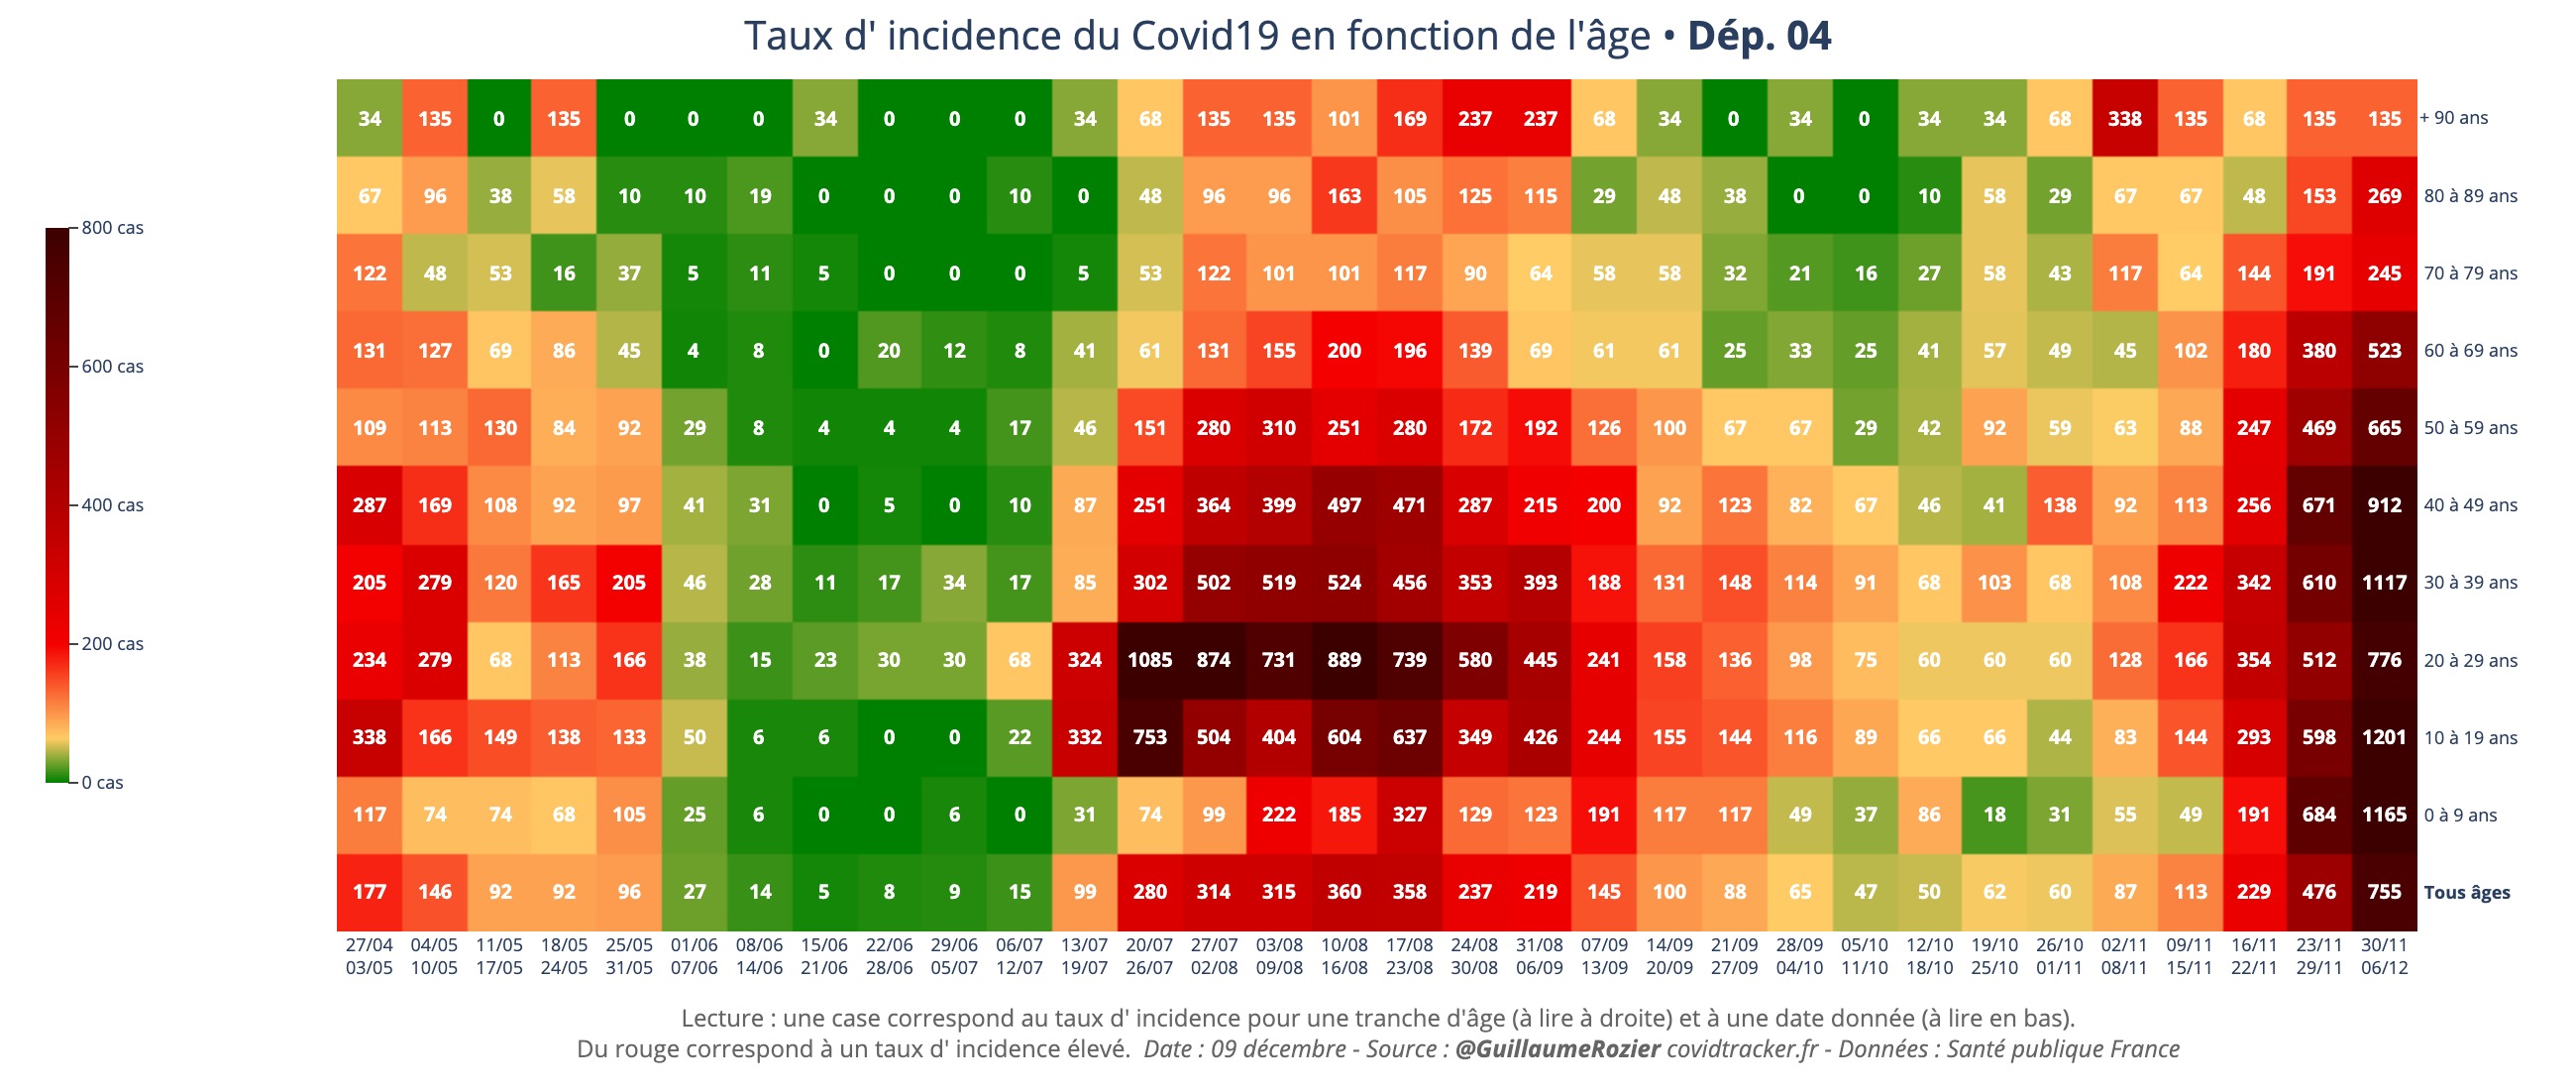 Taux d' incidence du Covid19 en fonction de l'âge • Dép. 04
34 135 0 135 0 0 0 34 0 0 0 34 68 135 135 101 169 237 237 68 34 0 34 0 34 34 68 338 135 68 135 135 + 90 ans
67 96 38 58 10 10 19 0 0 0 10 0 48 96 96 163 105 125 115 29 48 38 0 0 10 58 29 67 67 48 153 269 80 à 89 ans
800 cas
122 48 53 16 37 5 11 5 0 0 0 5 53 122 101 101 117 90 64 58 58 32 21 16 27 58 43 117 64 144 191 245 70 à 79 ans
131 127 69 86 45 4 8 0 20 12 8 41 61 131 155 200 196 139 69 61 61 25 33 25 41 57 49 45 102 180 380 523 60 à 69 ans
600 cas
109 113 130 84 92 29 8 4 4 4 17 46 151 280 310 251 280 172 192 126 100 67 67 29 42 92 59 63 88 247 469 665 50 à 59 ans
400 cas
287 169 108 92 97 41 31 0 5 0 10 87 251 364 399 497 471 287 215 200 92 123 82 67 46 41 138 92 113 256 671 912 40 à 49 ans
205 279 120 165 205 46 28 11 17 34 17 85 302 502 519 524 456 353 393 188 131 148 114 91 68 103 68 108 222 342 610 1117 30 à 39 ans
200 cas
234 279 68 113 166 38 15 23 30 30 68 324 1085 874 731 889 739 580 445 241 158 136 98 75 60 60 60 128 166 354 512 776 20 à 29 ans
338 166 149 138 133 50 6 6 0 0 22 332 753 504 404 604 637 349 426 244 155 144 116 89 66 66 44 83 144 293 598 1201 10 à 19 ans
0 cas
117 74 74 68 105 25 6 0 0 6 0 31 74 99 222 185 327 129 123 191 117 117 49 37 86 18 31 55 49 191 684 1165 0 à 9 ans
177 146 92 92 96 27 14 5 8 9 15 99 280 314 315 360 358 237 219 145 100 88 65 47 50 62 60 87 113 229 476 755 Tous âges
27/04 04/05 11/05 18/05 25/05 01/06 08/06 15/06 22/06 29/06 06/07 13/07 20/07 27/07 03/08 10/08 17/08 24/08 31/08 07/09 14/09 21/09 28/09 05/10 12/10 19/10 26/10 02/11 09/11 16/11 23/11 30/11
03/05 10/05 17/05 24/05 31/05 07/06 14/06 21/06 28/06 05/07 12/07 19/07 26/07 02/08 09/08 16/08 23/08 30/08 06/09 13/09 20/09 27/09 04/10 11/10 18/10 25/10 01/11 08/11 15/11 22/11 29/11 06/12
Lecture : une case correspond au taux d' incidence pour une tranche d'âge (à lire à droite) et à une date donnée (à lire en bas).
Du rouge correspond à un taux d' incidence élevé. Date : 09 décembre - Source : @GuillaumeRozier covidtracker.fr - Données : Santé publique France